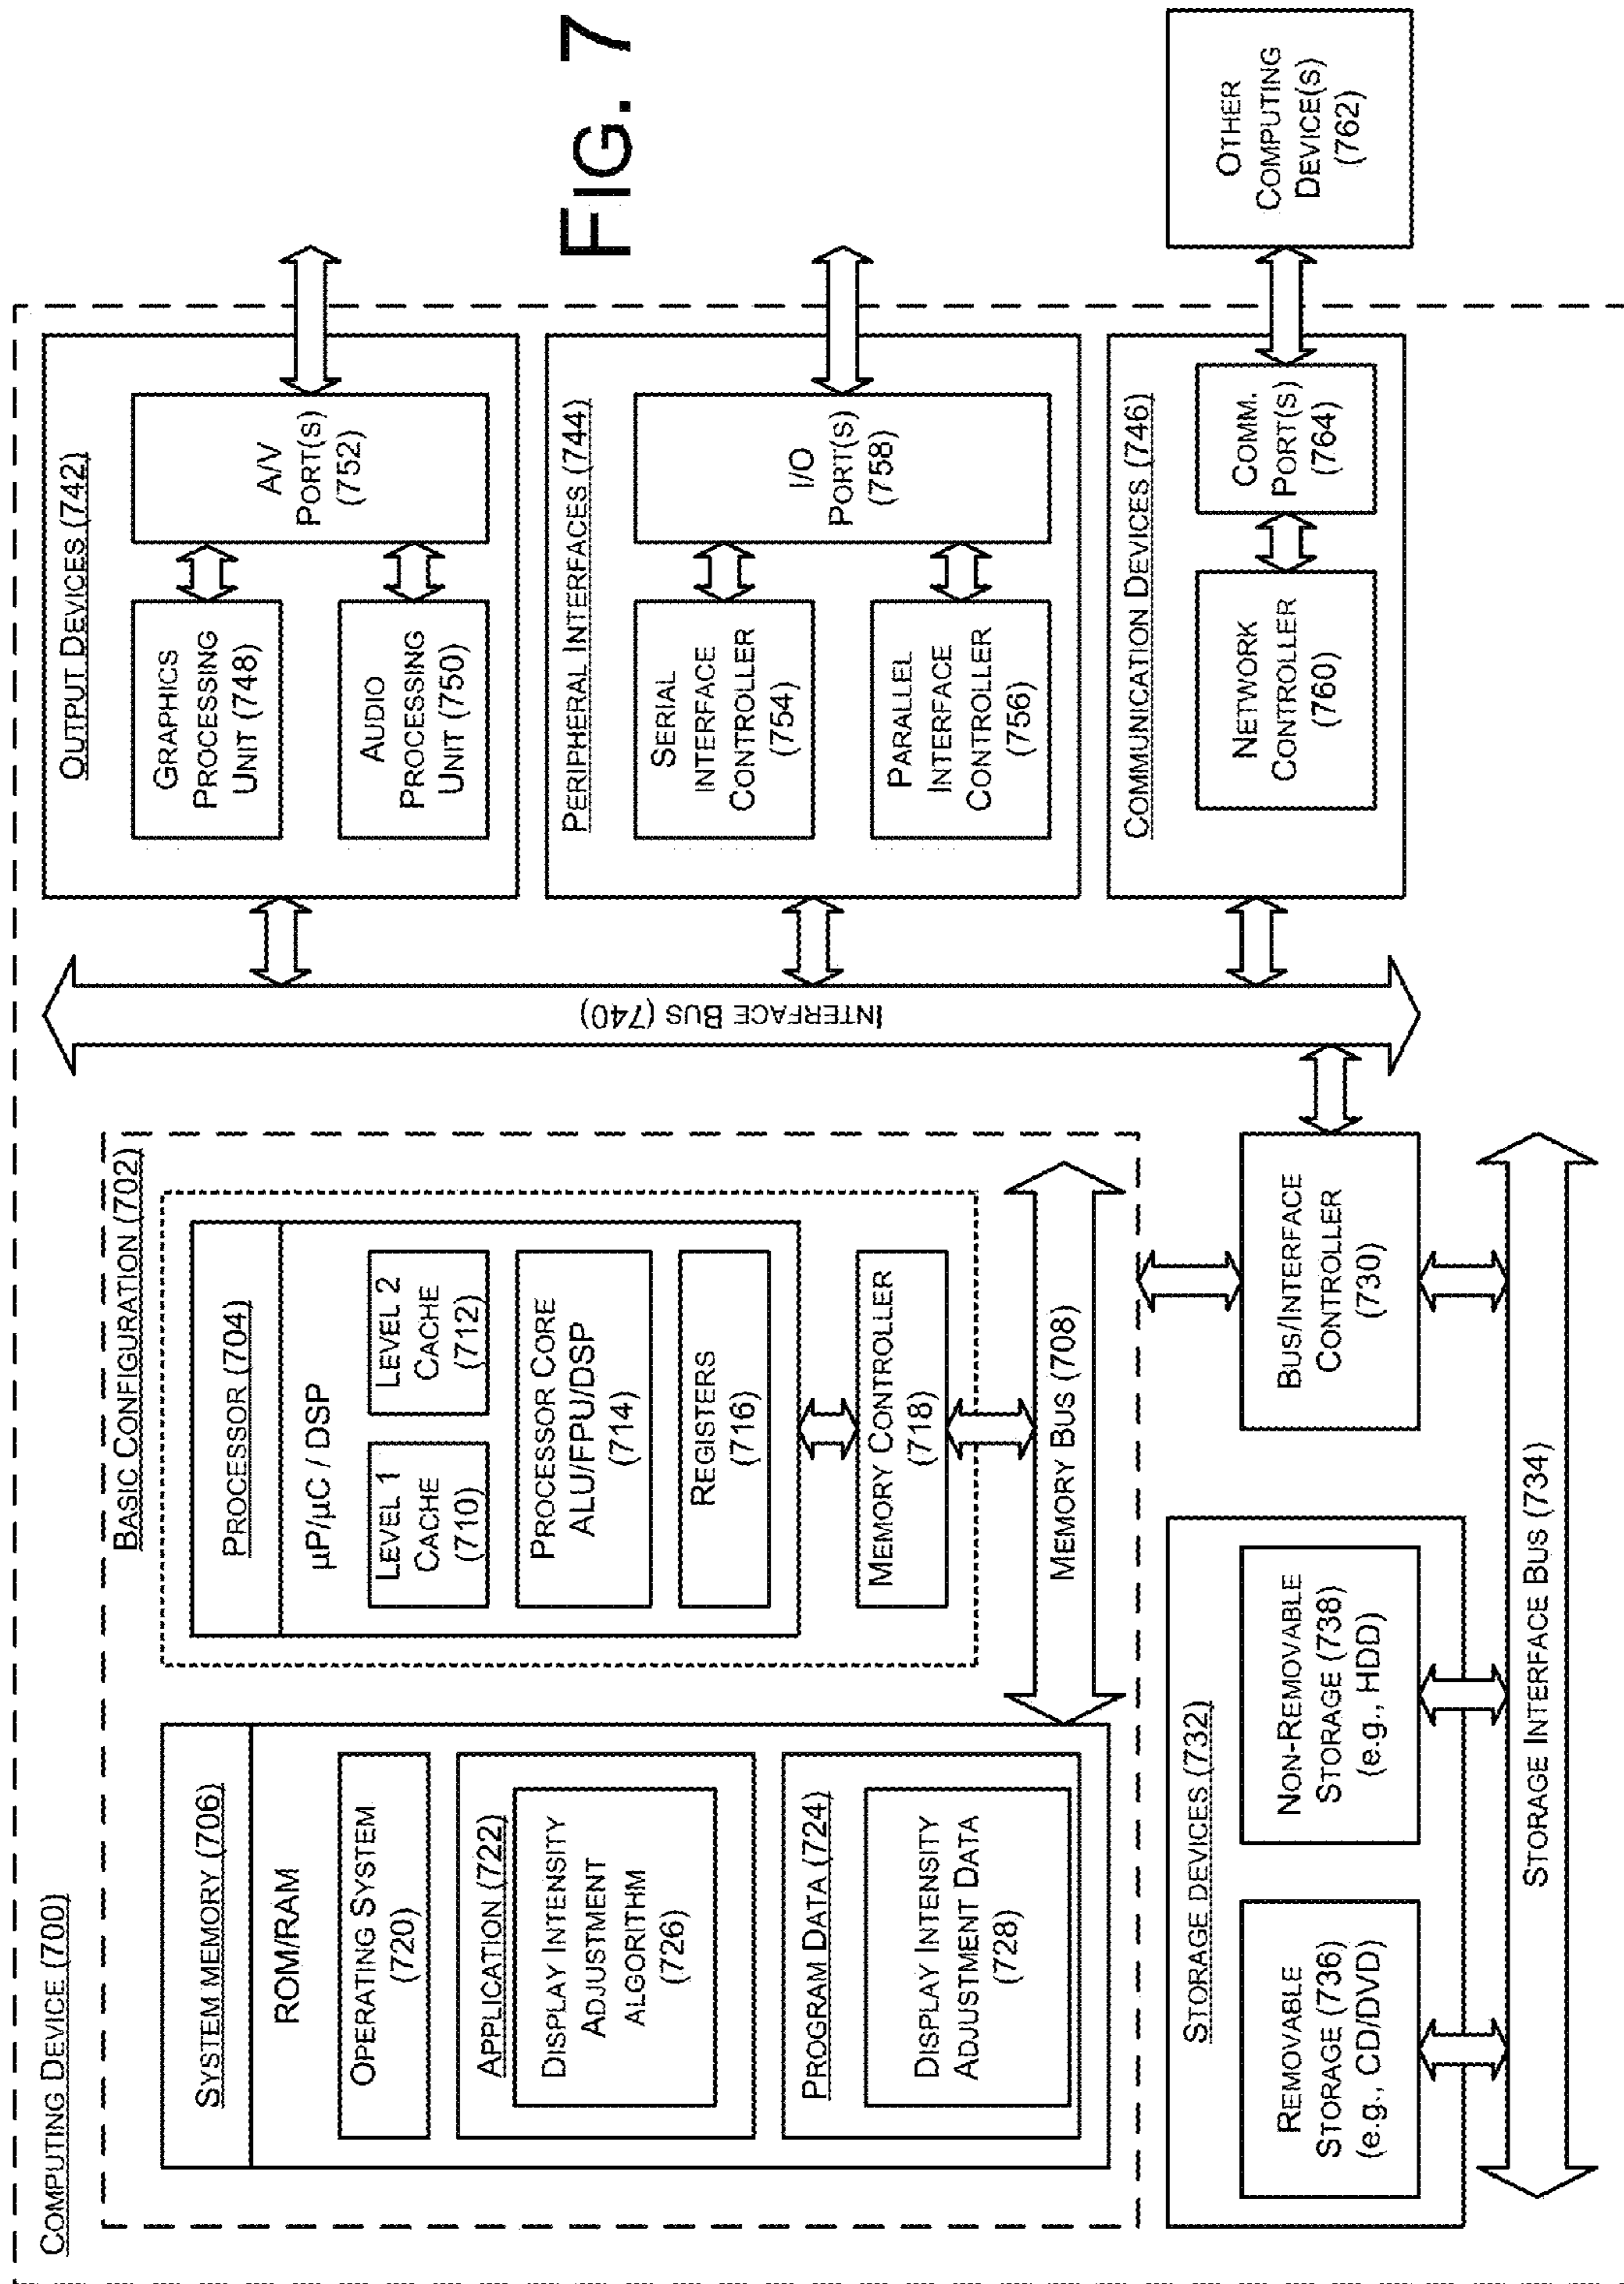 COMPUTING DEVICE (700)
BASIC CONFIGURATION (702)
SYSTEM MEMORY (706)
ROM/RAM
OPERATING SYSTEM
(720)
APPLICATION (722)
DISPLAY INTENSITY
ADJUSTMENT
ALGORITHM
(726)
PROGRAM DATA (724)
DISPLAY INTENSITY
ADJUSTMENT DATA
(728)
PROCESSOR (704)
µP/µC / DSP
LEVEL 1
CACHE
(710)
LEVEL 2
CACHE
(712)
PROCESSOR CORE
ALU/FPU/DSP
(714)
REGISTERS
(716)
MEMORY CONTROLLER
(718)
MEMORY BUS (708)
BUS/INTERFACE
CONTROLLER
(730)
STORAGE DEVICES (732)
REMOVABLE
STORAGE (736)
(e.g., CD/DVD)
NON-REMOVABLE
STORAGE (738)
(e.g., HDD)
STORAGE INTERFACE BUS (734)
INTERFACE BUS (740)
OUTPUT DEVICES (742)
GRAPHICS
PROCESSING
UNIT (748)
AUDIO
PROCESSING
UNIT (750)
A/V
PORT(S)
(752)
PERIPHERAL INTERFACES (744)
SERIAL
INTERFACE
CONTROLLER
(754)
PARALLEL
INTERFACE
CONTROLLER
(756)
I/O
PORT(S)
(758)
COMMUNICATION DEVICES (746)
NETWORK
CONTROLLER
(760)
COMM.
PORT(S)
(764)
OTHER
COMPUTING
DEVICE(S)
(762)
FIG. 7